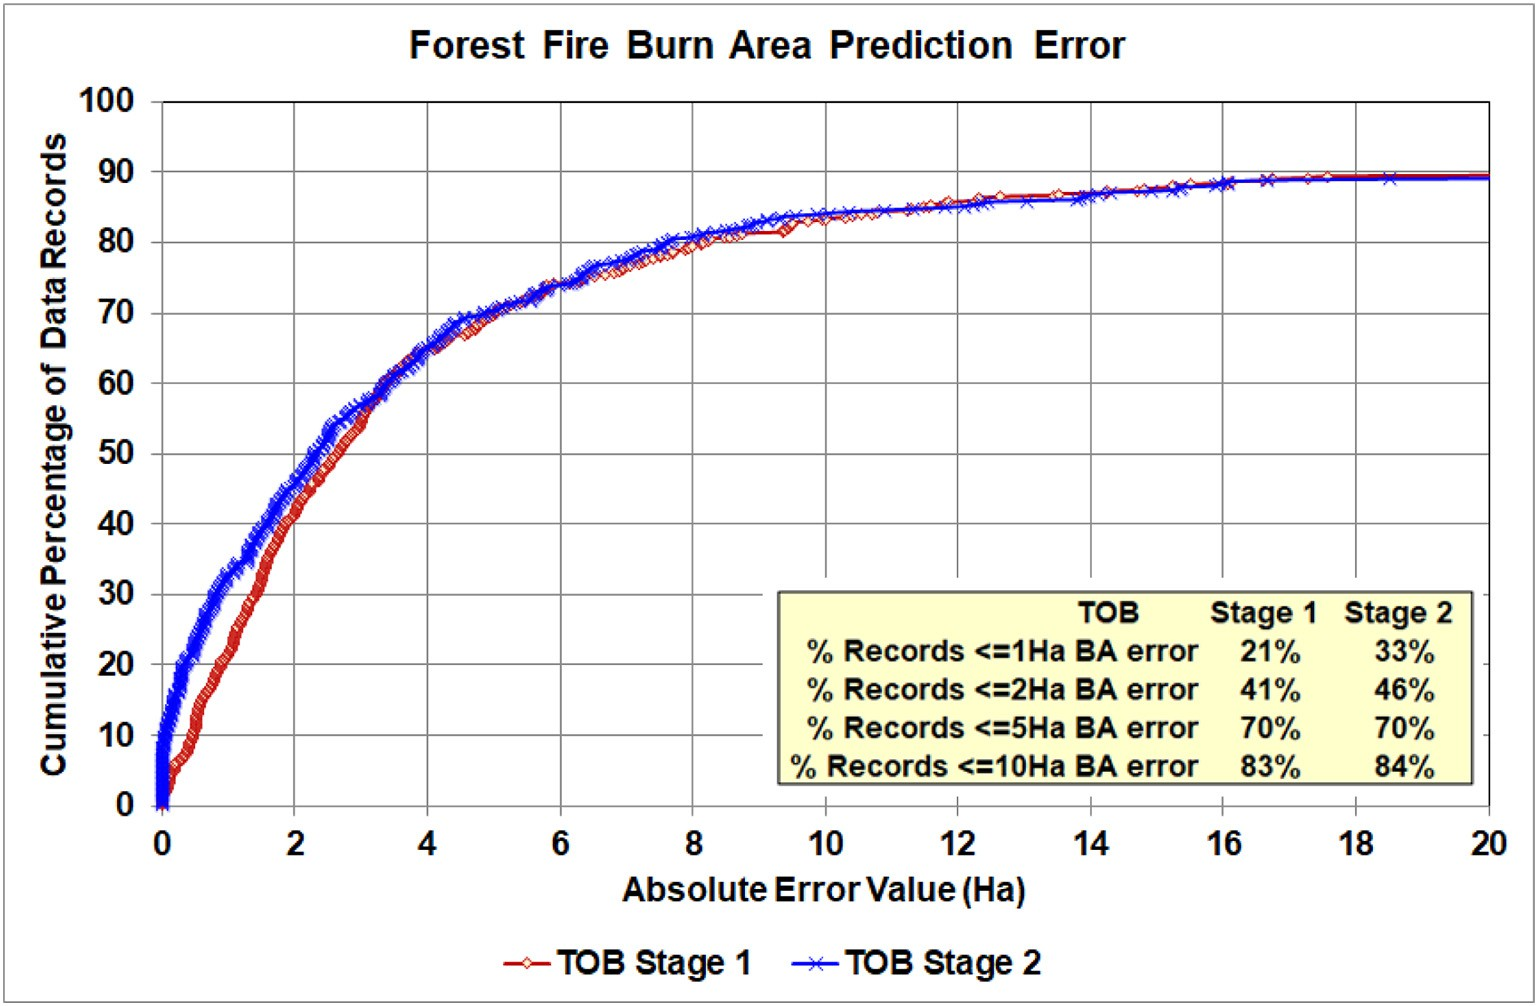 Forest Fire Burn Area Prediction Error
Cumulative Percentage of Data Records
100
90
80
70
60
50
40
30
20
10
0
TOB Stage 1 Stage 2
% Records <=1Ha BA error 21% 33%
% Records <=2Ha BA error 41% 46%
% Records <=5Ha BA error 70% 70%
% Records <=10Ha BA error 83% 84%
0 2 4 6 8 10 12 14 16 18 20
Absolute Error Value (Ha)
TOB Stage 1 TOB Stage 2